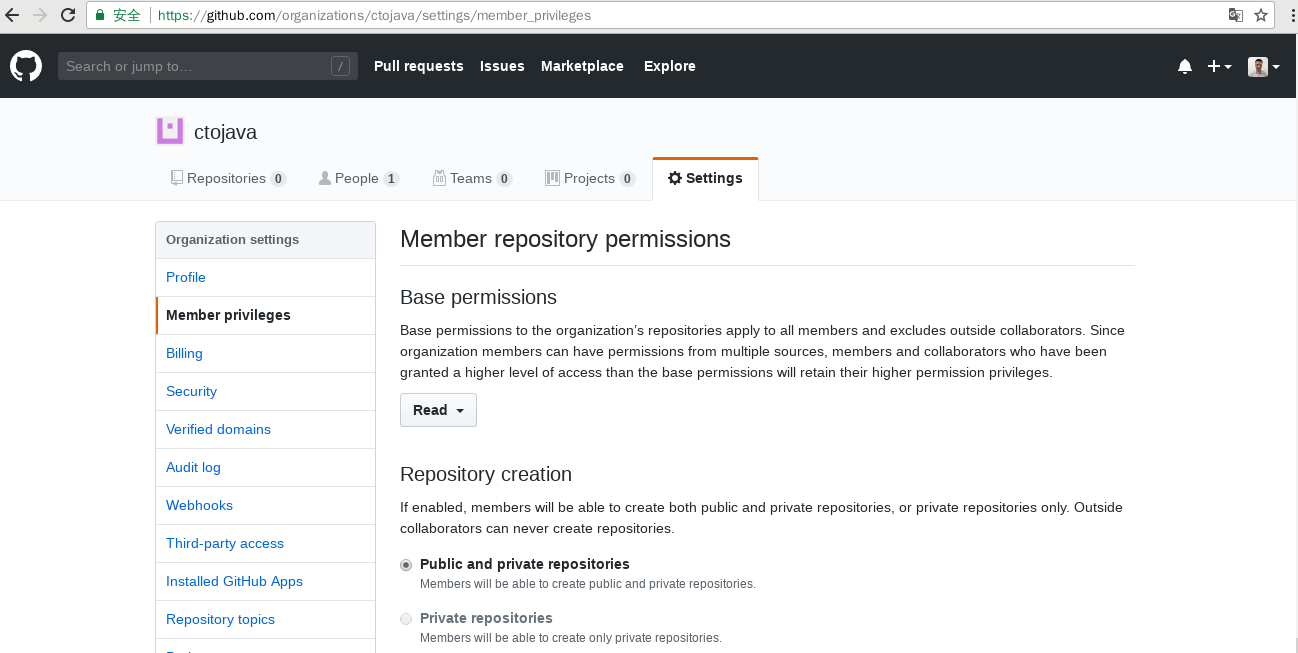 安全 https://github.com/organizations/ctojava/settings/member_privileges
Search or jump to… / Pull requests Issues Marketplace Explore
ctojava
Repositories 0 People 1 Teams 0 Projects 0 Settings
Organization settings
Profile
Member privileges
Billing
Security
Verified domains
Audit log
Webhooks
Third-party access
Installed GitHub Apps
Repository topics
Member repository permissions
Base permissions
Base permissions to the organization’s repositories apply to all members and excludes outside collaborators. Since
organization members can have permissions from multiple sources, members and collaborators who have been
granted a higher level of access than the base permissions will retain their higher permission privileges.
Read
Repository creation
If enabled, members will be able to create both public and private repositories, or private repositories only. Outside
collaborators can never create repositories.
Public and private repositories
Members will be able to create public and private repositories.
Private repositories
Members will be able to create only private repositories.